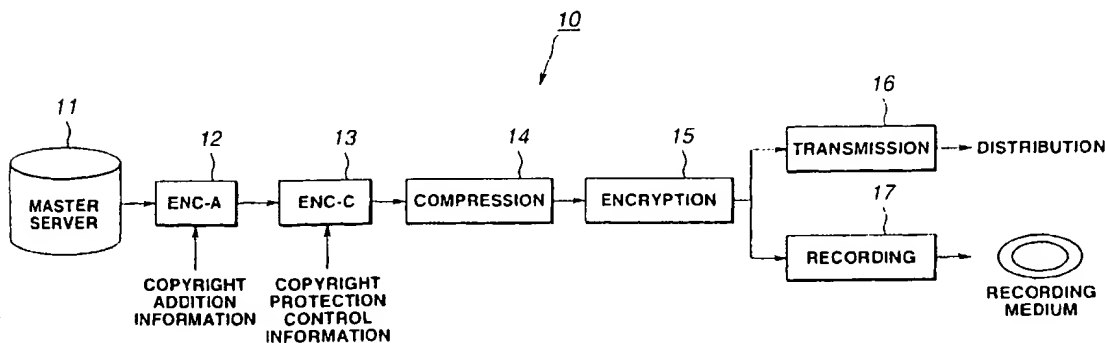 10
11
12
13
14
15
16
17
MASTER
SERVER
ENC-A
ENC-C
COMPRESSION
ENCRYPTION
TRANSMISSION
DISTRIBUTION
RECORDING
RECORDING
MEDIUM
COPYRIGHT
ADDITION
INFORMATION
COPYRIGHT
PROTECTION
CONTROL
INFORMATION